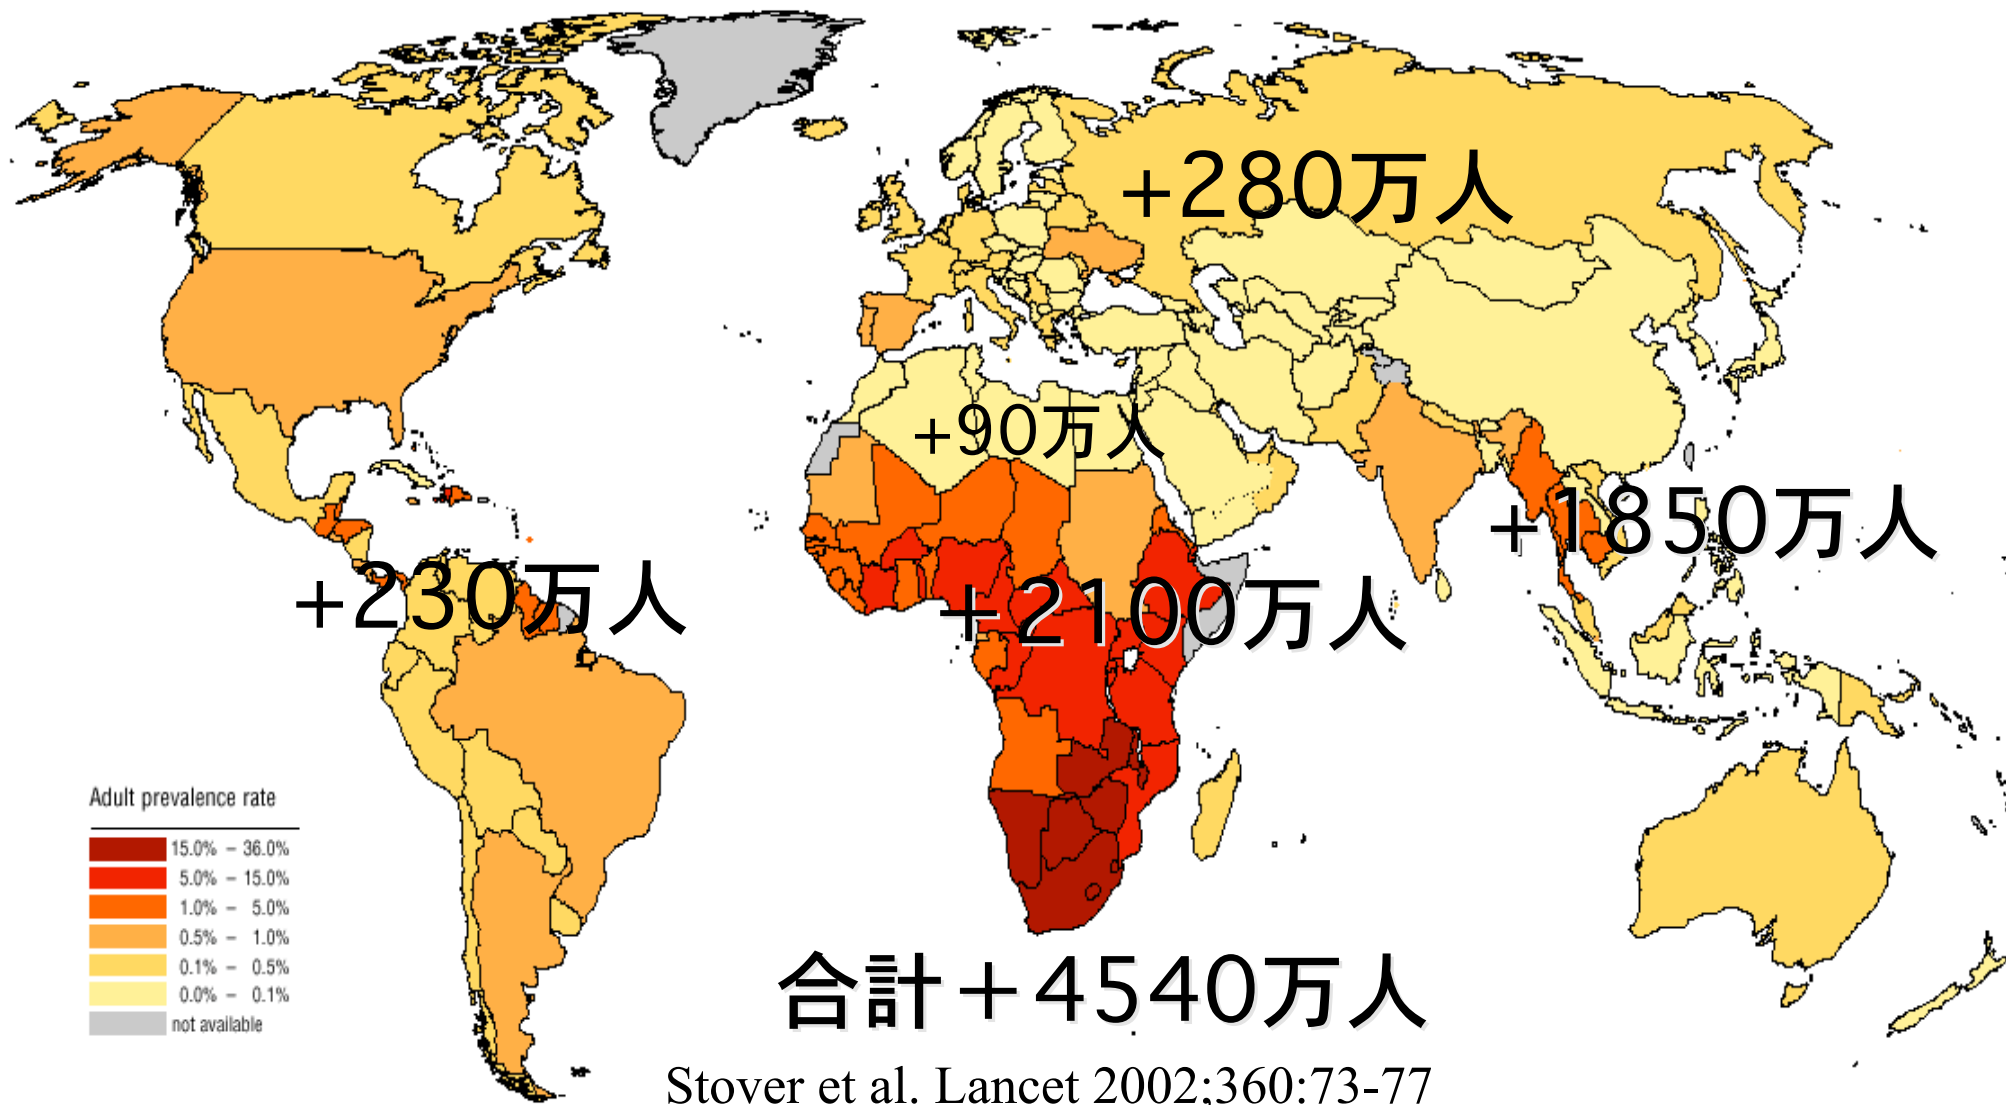 +280万人
+90万人
+1850万人
+230万人
+2100万人
Adult prevalence rate
15.0% – 36.0%
5.0% – 15.0%
1.0% – 5.0%
0.5% – 1.0%
0.1% – 0.5%
0.0% – 0.1%
not available
合計+4540万人
Stover et al. Lancet 2002;360:73-77